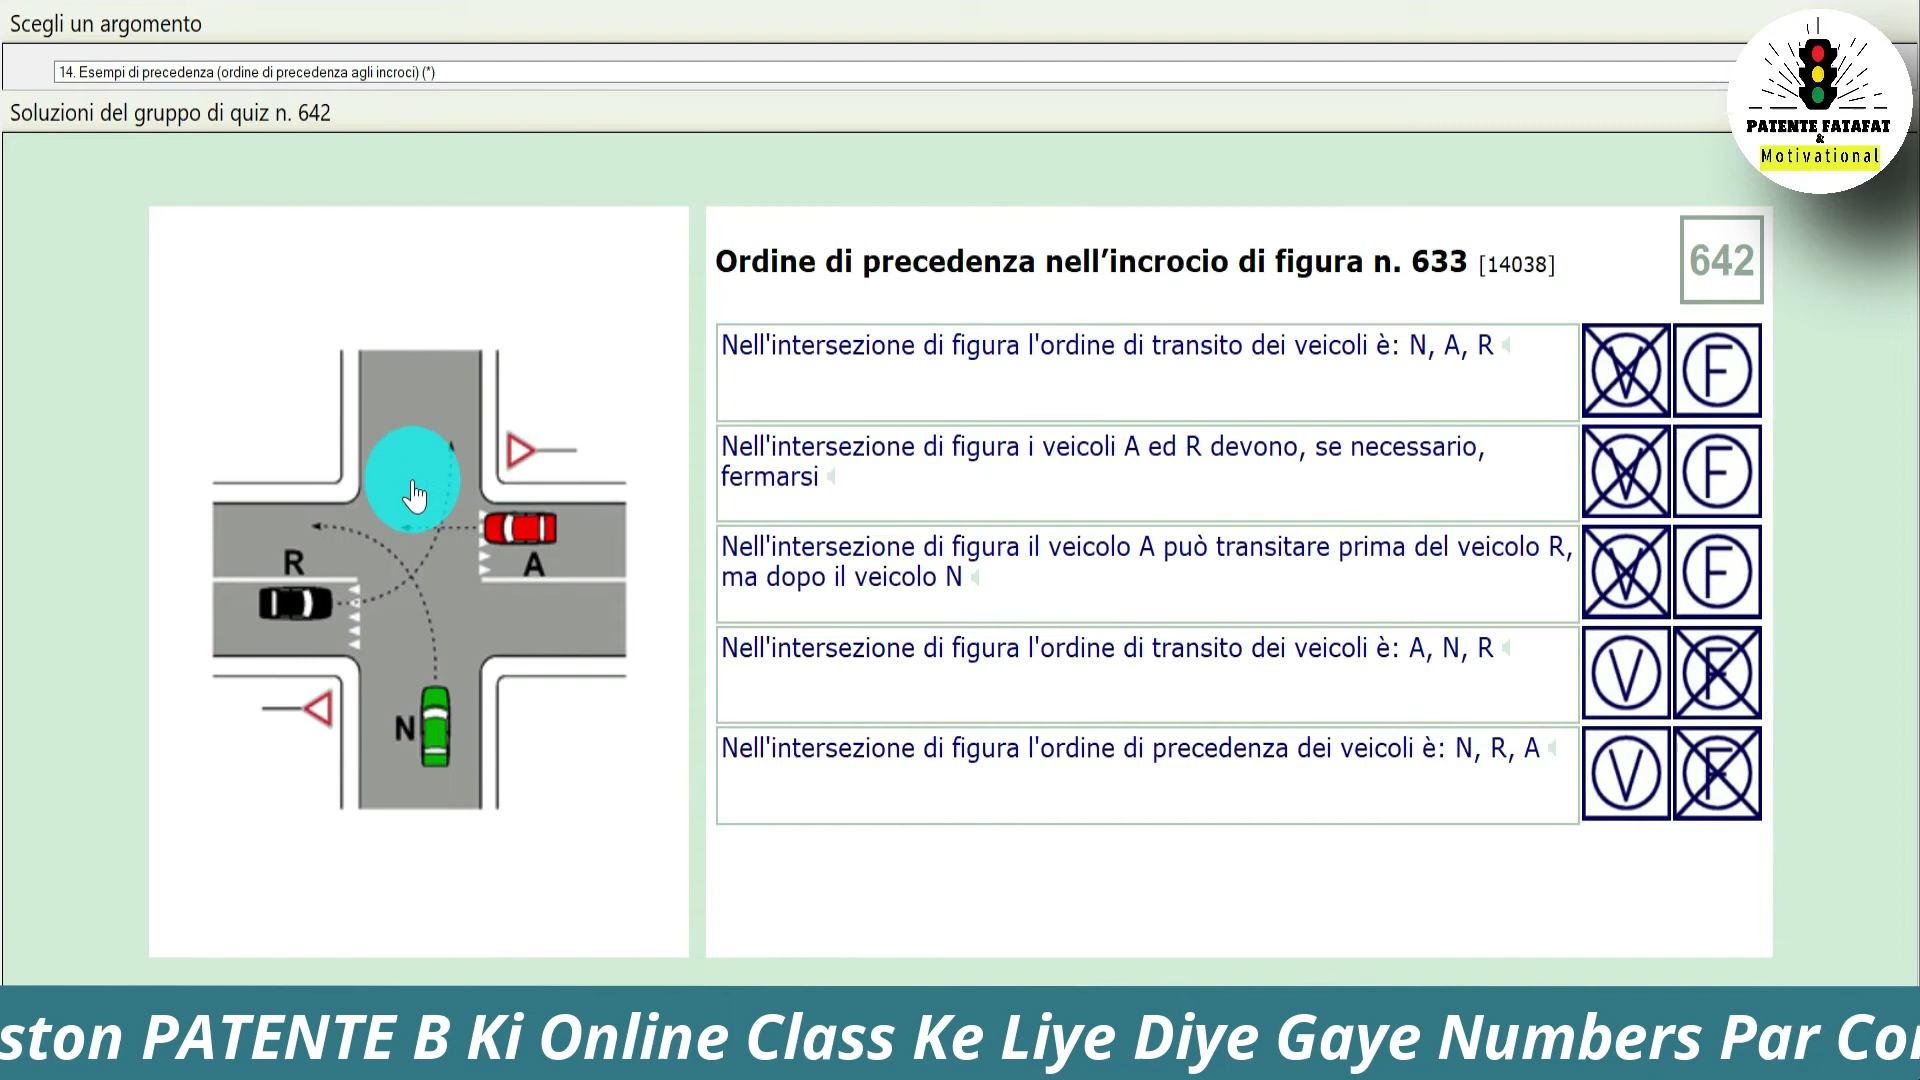 Scegli un argomento
14. Esempi di precedenza (ordine di precedenza agli incroci) (*)
Soluzioni del gruppo di quiz n. 642
PATENTE FATAFAT
&
Motivational
Ordine di precedenza nell'incrocio di figura n. 633 [14038]
642
Nell'intersezione di figura l'ordine di transito dei veicoli è: N, A, R
V F
Nell'intersezione di figura i veicoli A ed R devono, se necessario,
fermarsi
V F
Nell'intersezione di figura il veicolo A può transitare prima del veicolo R,
ma dopo il veicolo N
V F
Nell'intersezione di figura l'ordine di transito dei veicoli è: A, N, R
V F
Nell'intersezione di figura l'ordine di precedenza dei veicoli è: N, R, A
V F
R
A
N
ston PATENTE B Ki Online Class Ke Liye Diye Gaye Numbers Par Con